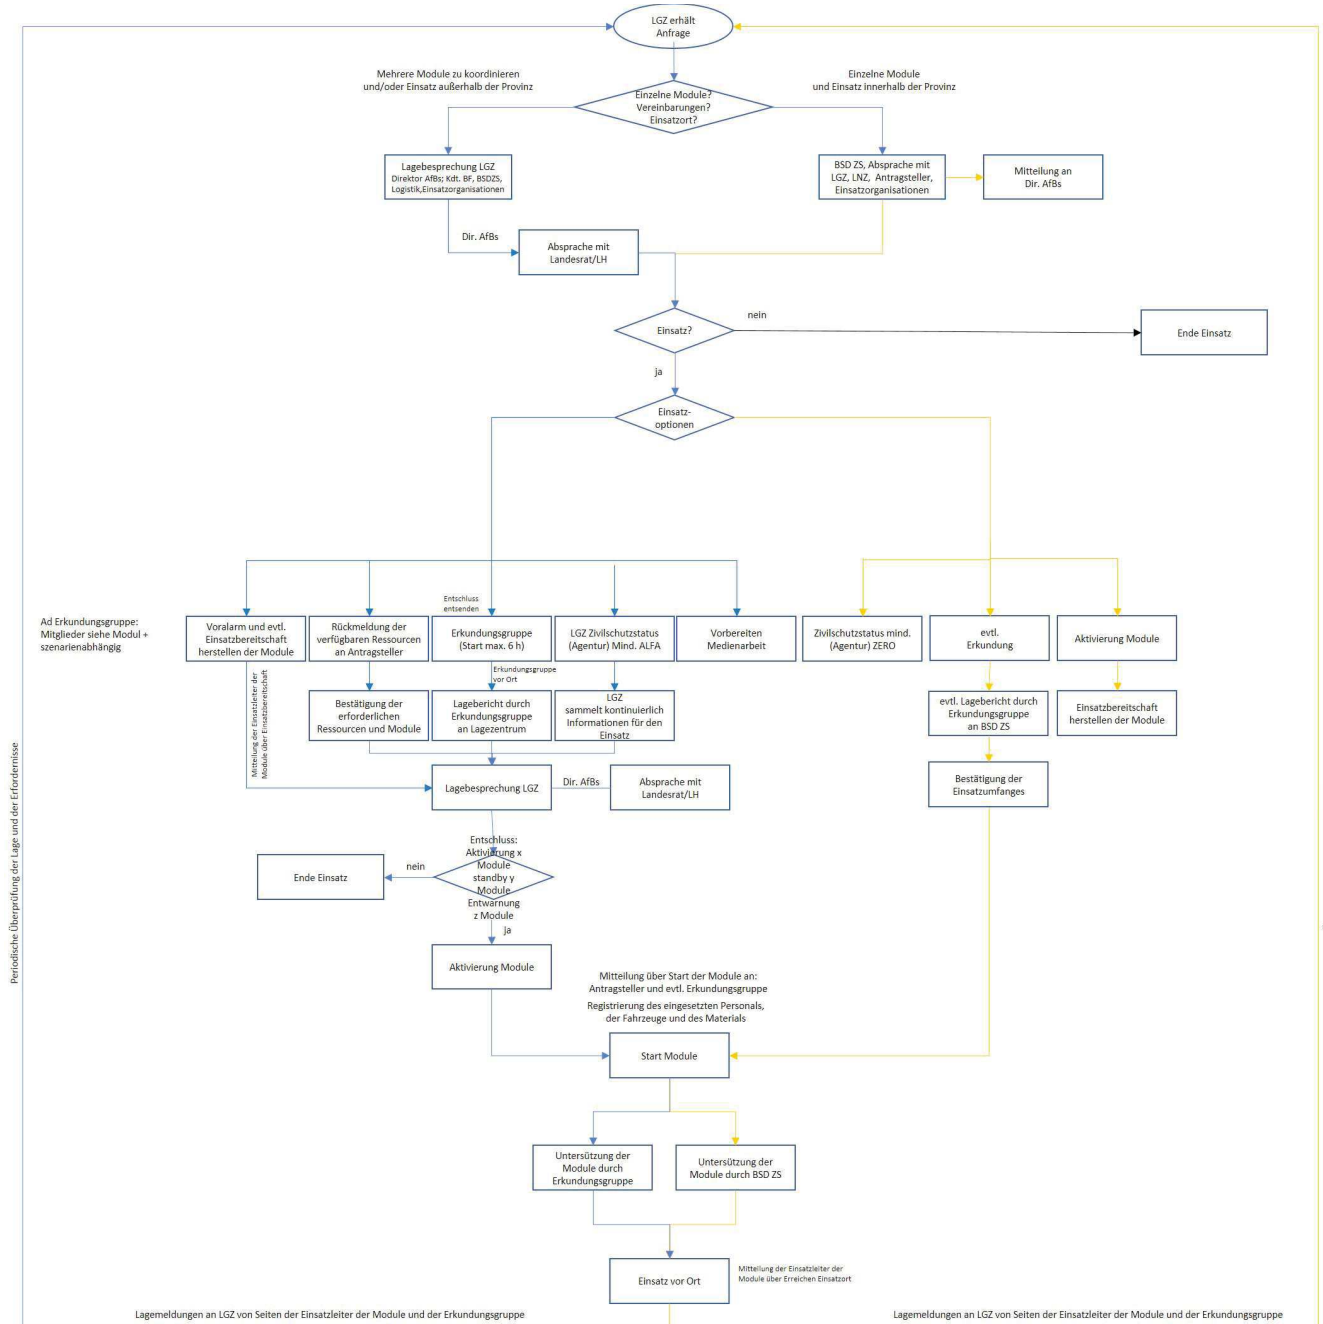 LGZ erhält
Anfrage
Mehrere Module zu koordinieren
und/oder Einsatz außerhalb der Provinz
Einzelne Module
und Einsatz innerhalb der Provinz
Einzelne Module?
Vereinbarungen?
Einsatzort?
Lagebesprechung LGZ
Direktor AfBs; Kdt. BF, BSDZS,
Logistik,Einsatzorganisationen
BSD ZS, Absprache mit
LGZ, LNZ, Antragsteller,
Einsatzorganisationen
Mitteilung an
Dir. AfBs
Dir. AfBs
Absprache mit
Landesrat/LH
Einsatz?
nein
Ende Einsatz
ja
Einsatz-
optionen
Entschluss
entsenden
Ad Erkundungsgruppe:
Mitglieder siehe Modul +
szenarienabhängig
Voralarm und evtl.
Einsatzbereitschaft
herstellen der Module
Rückmeldung der
verfügbaren Ressourcen
an Antragsteller
Erkundungsgruppe
(Start max. 6 h)
LGZ Zivilschutzstatus
(Agentur) Mind. ALFA
Vorbereiten
Medienarbeit
Zivilschutzstatus mind.
(Agentur) ZERO
evtl.
Erkundung
Aktivierung Module
Erkundungsgruppe
vor Ort
Mitteilung der Einsatzleiter der
Module über Einsatzbereitschaft
Bestätigung der
erforderlichen
Ressourcen und Module
Lagebericht durch
Erkundungsgruppe
an Lagezentrum
LGZ
sammelt kontinuierlich
Informationen für den
Einsatz
evtl. Lagebericht durch
Erkundungsgruppe
an BSD ZS
Einsatzbereitschaft
herstellen der Module
Lagebesprechung LGZ
Dir. AfBs
Absprache mit
Landesrat/LH
Bestätigung der
Einsatzumfanges
Periodische Überprüfung der Lage und der Erfordernisse
Entschluss:
Aktivierung x
Module
standby y
Module
Entwarnung
z Module
nein
Ende Einsatz
ja
Aktivierung Module
Mitteilung über Start der Module an:
Antragsteller und evtl. Erkundungsgruppe
Registrierung des eingesetzten Personals,
der Fahrzeuge und des Materials
Start Module
Untersützung der
Module durch
Erkundungsgruppe
Untersützung der
Module durch BSD ZS
Einsatz vor Ort
Mitteilung der Einsatzleiter der
Module über Erreichen Einsatzort
Lagemeldungen an LGZ von Seiten der Einsatzleiter der Module und der Erkundungsgruppe
Lagemeldungen an LGZ von Seiten der Einsatzleiter der Module und der Erkundungsgruppe